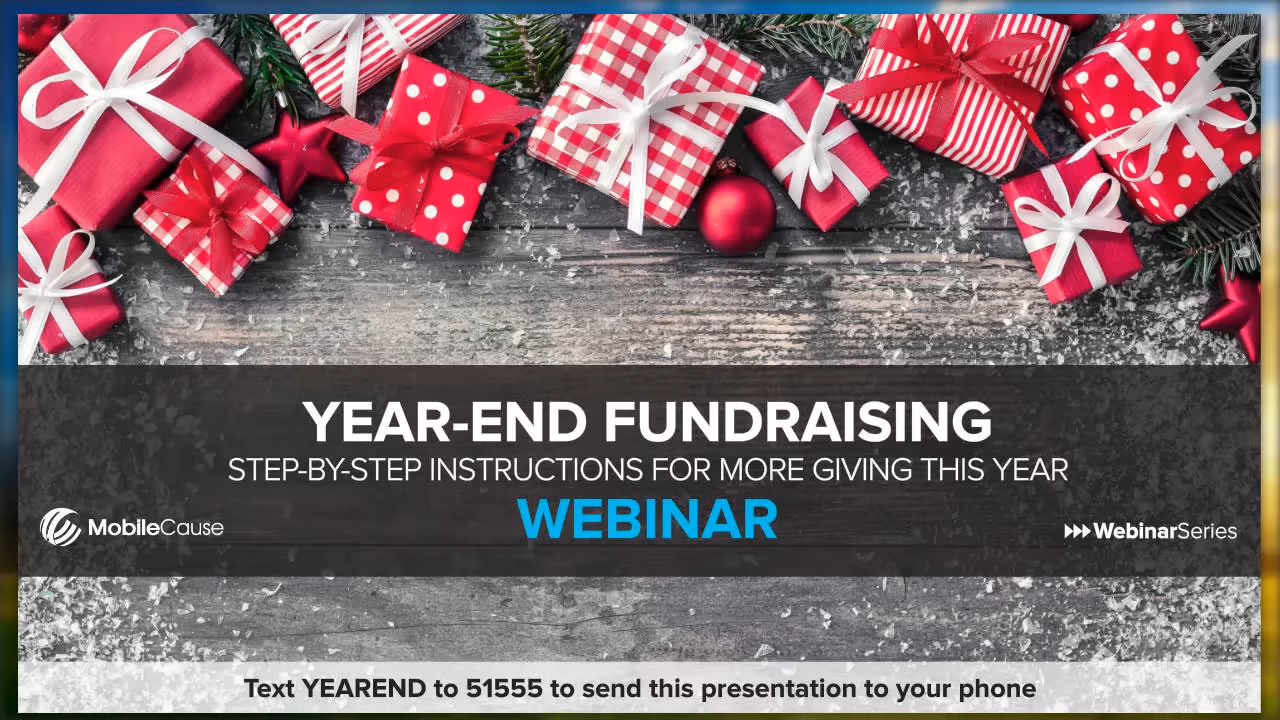 YEAR-END FUNDRAISING
STEP-BY-STEP INSTRUCTIONS FOR MORE GIVING THIS YEAR
WEBINAR
MobileCause
WebinarSeries
Text YEAREND to 51555 to send this presentation to your phone